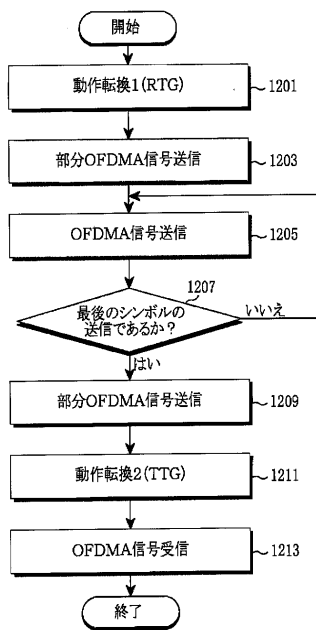 開始
動作転換1(RTG)
1201
部分OFDMA信号送信
1203
OFDMA信号送信
1205
1207
最後のシンボルの
送信であるか？
いいえ
はい
部分OFDMA信号送信
1209
動作転換2(TTG)
1211
OFDMA信号受信
1213
終了